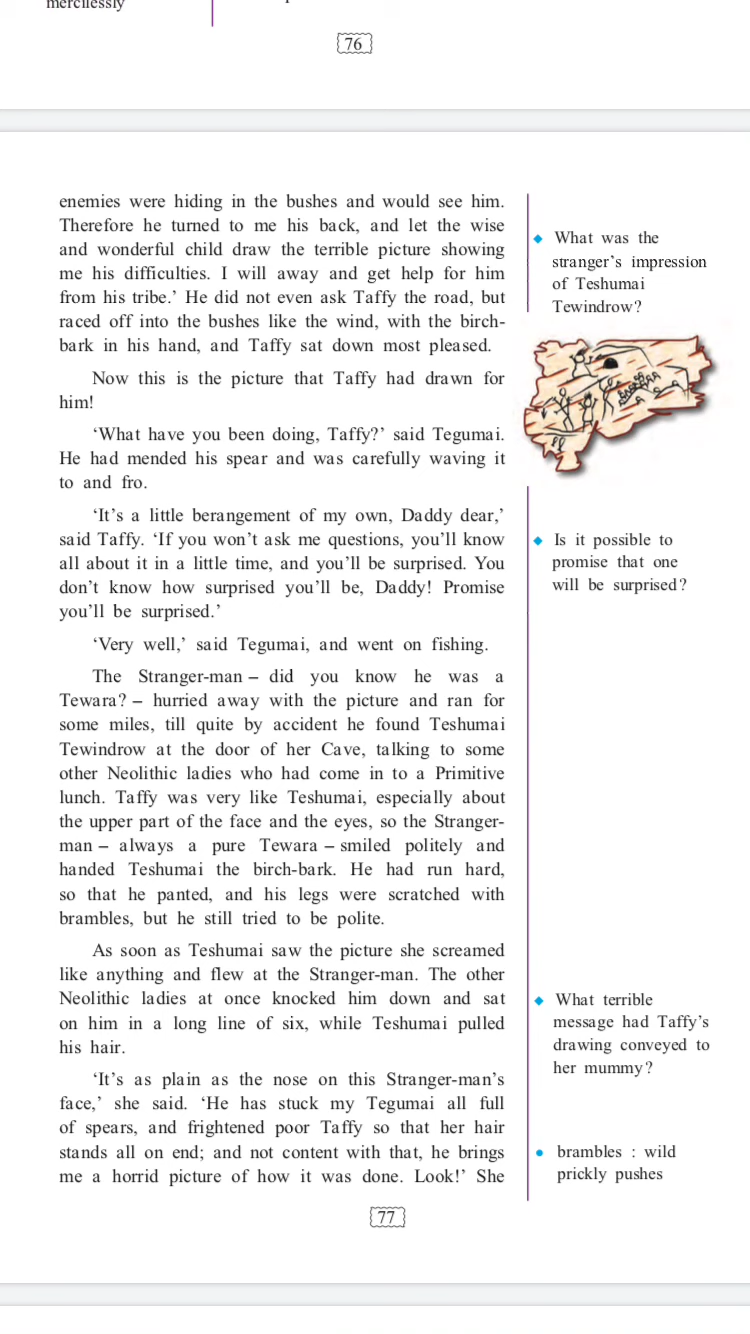 mercilessly
76
enemies were hiding in the bushes and would see him.
Therefore he turned to me his back, and let the wise
and wonderful child draw the terrible picture showing
me his difficulties. I will away and get help for him
from his tribe.’ He did not even ask Taffy the road, but
raced off into the bushes like the wind, with the birch-
bark in his hand, and Taffy sat down most pleased.
Now this is the picture that Taffy had drawn for
him!
‘What have you been doing, Taffy?’ said Tegumai.
He had mended his spear and was carefully waving it
to and fro.
‘It’s a little berangement of my own, Daddy dear,’
said Taffy. ‘If you won’t ask me questions, you’ll know
all about it in a little time, and you’ll be surprised. You
don’t know how surprised you’ll be, Daddy! Promise
you’ll be surprised.’
‘Very well,’ said Tegumai, and went on fishing.
The Stranger-man – did you know he was a
Tewara? – hurried away with the picture and ran for
some miles, till quite by accident he found Teshumai
Tewindrow at the door of her Cave, talking to some
other Neolithic ladies who had come in to a Primitive
lunch. Taffy was very like Teshumai, especially about
the upper part of the face and the eyes, so the Stranger-
man – always a pure Tewara – smiled politely and
handed Teshumai the birch-bark. He had run hard,
so that he panted, and his legs were scratched with
brambles, but he still tried to be polite.
As soon as Teshumai saw the picture she screamed
like anything and flew at the Stranger-man. The other
Neolithic ladies at once knocked him down and sat
on him in a long line of six, while Teshumai pulled
his hair.
‘It’s as plain as the nose on this Stranger-man’s
face,’ she said. ‘He has stuck my Tegumai all full
of spears, and frightened poor Taffy so that her hair
stands all on end; and not content with that, he brings
me a horrid picture of how it was done. Look!’ She
◆ What was the
stranger’s impression
of Teshumai
Tewindrow?
◆ Is it possible to
promise that one
will be surprised?
◆ What terrible
message had Taffy’s
drawing conveyed to
her mummy?
• brambles : wild
prickly pushes
77